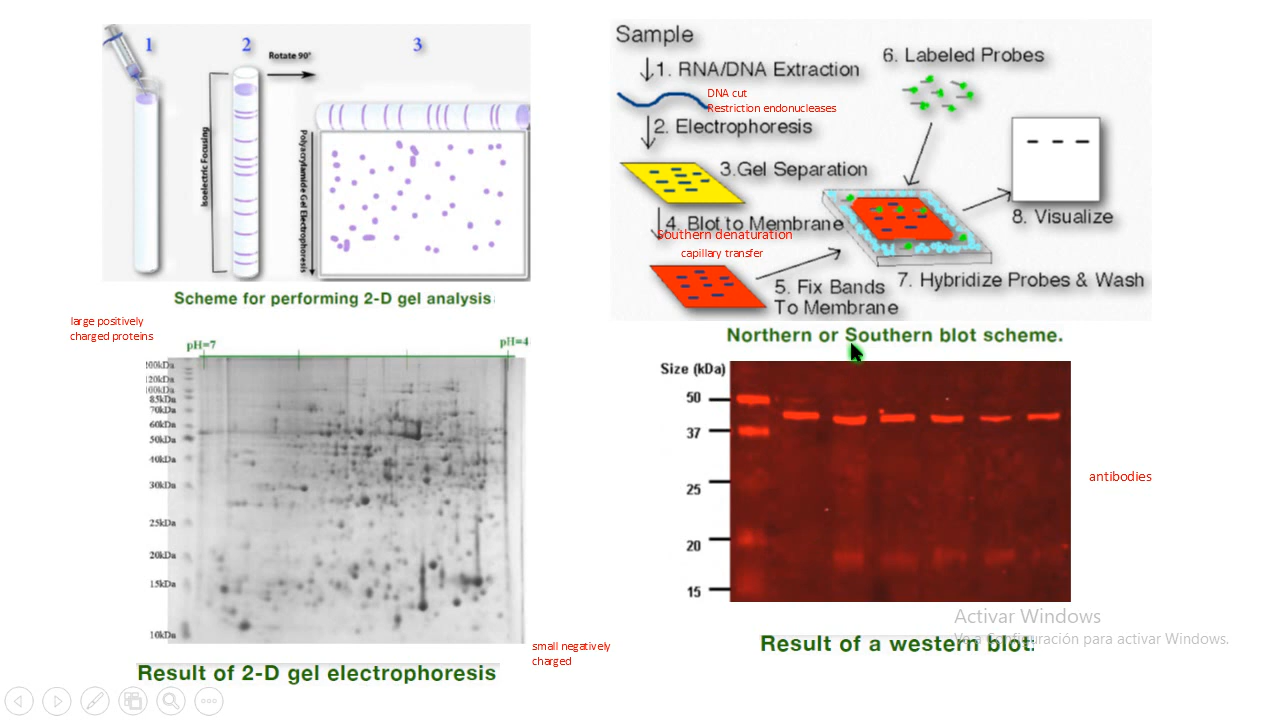 1
2
3
Rotate 90°
Isoelectric Focusing
Polyacrylamide Gel Electrophoresis
Scheme for performing 2-D gel analysis
large positively
charged proteins
pH=7
pH=4
120kDa
100kDa
85kDa
70kDa
60kDa
50kDa
40kDa
30kDa
25kDa
20kDa
15kDa
10kDa
small negatively
charged
Result of 2-D gel electrophoresis
Sample
1. RNA/DNA Extraction
DNA cut
Restriction endonucleases
2. Electrophoresis
3.Gel Separation
4. Blot to Membrane
Southern denaturation
capillary transfer
5. Fix Bands
To Membrane
6. Labeled Probes
7. Hybridize Probes & Wash
8. Visualize
Northern or Southern blot scheme.
Size (kDa)
50
37
25
20
15
antibodies
Result of a western blot:
Activar Windows
Ve a Configuración para activar Windows.